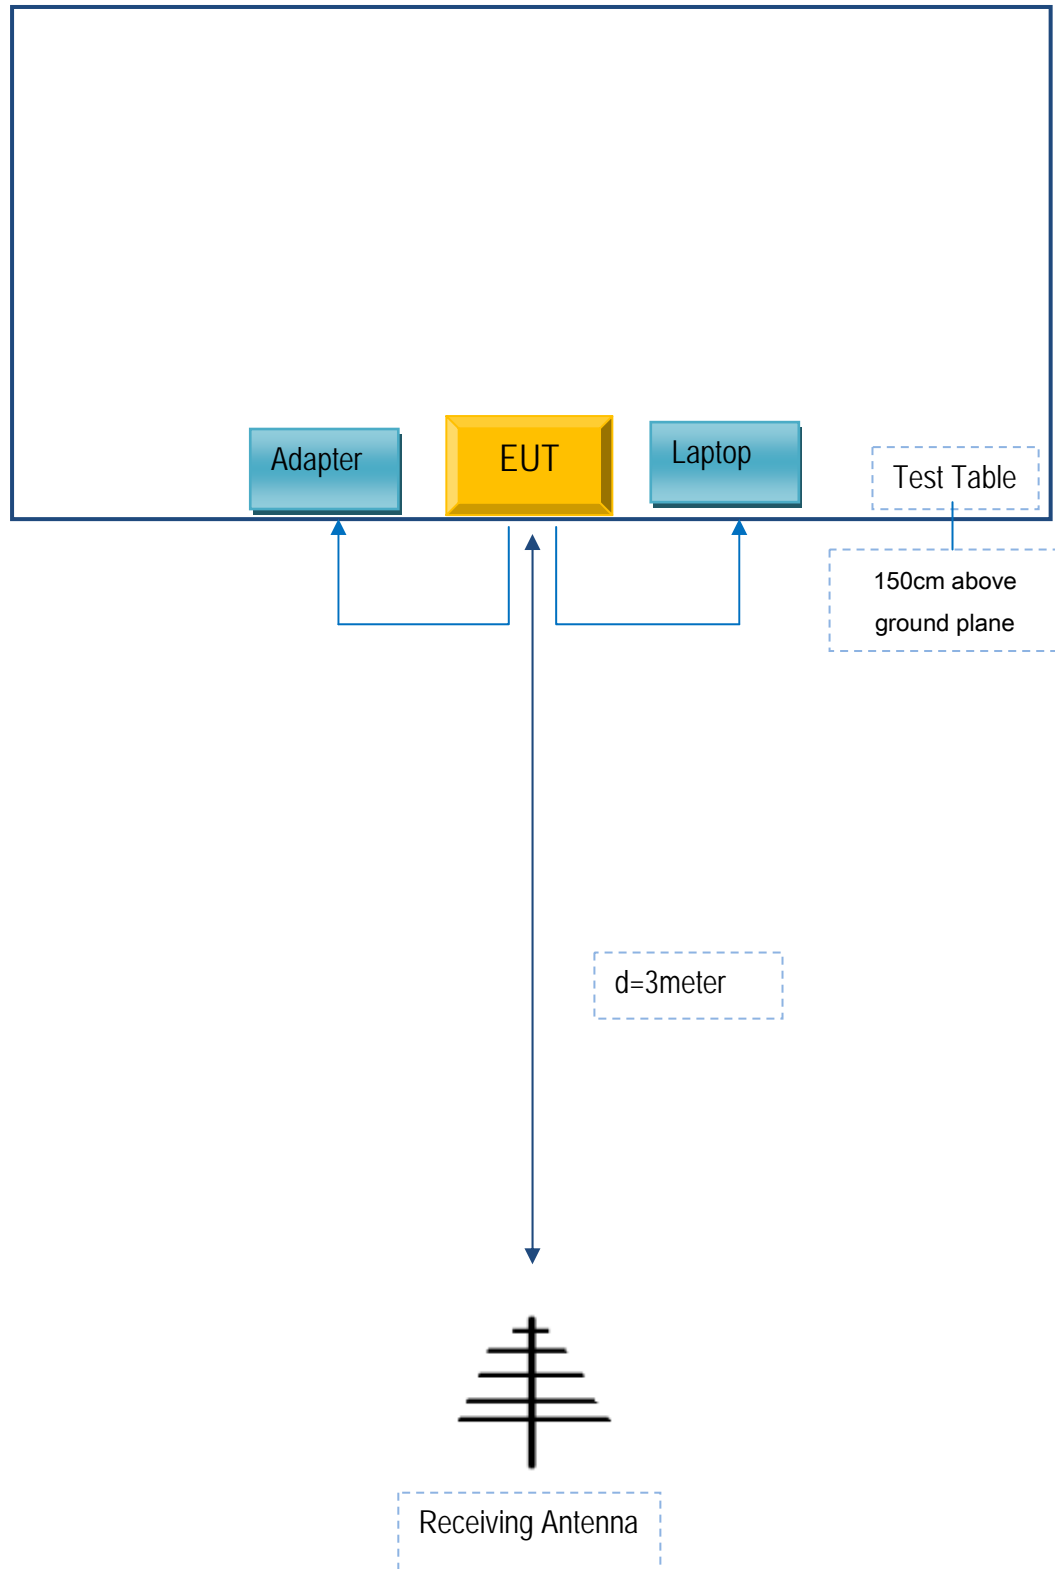 Adapter
EUT
Laptop
Test Table
150cm above
ground plane
d=3meter
Receiving Antenna